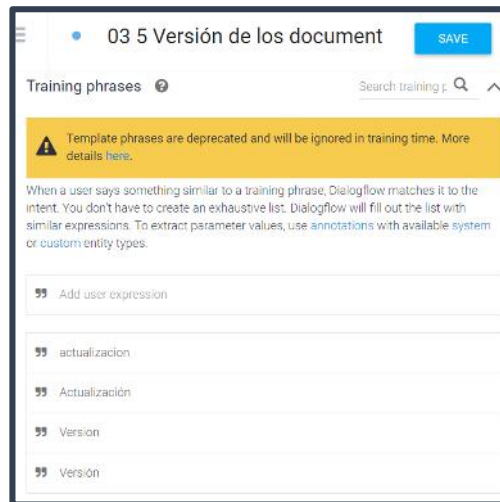 03 5 Versión de los document
SAVE
Training phrases
Search training p
Template phrases are deprecated and will be ignored in training time. More
details here.
When a user says something similar to a training phrase, Dialogflow matches it to the
intent. You don't have to create an exhaustive list. Dialogflow will fill out the list with
similar expressions. To extract parameter values, use annotations with available system
or custom entity types.
Add user expression
actualizacion
Actualización
Version
Versión